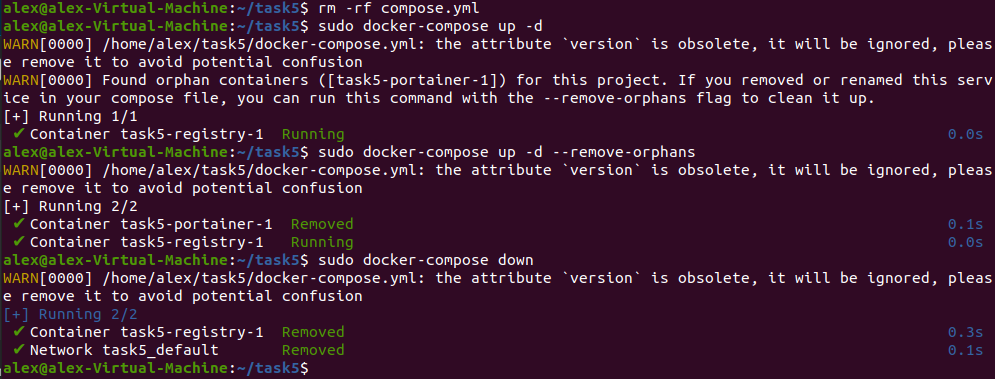 alex@alex-Virtual-Machine:~/task5$ rm -rf compose.yml
alex@alex-Virtual-Machine:~/task5$ sudo docker-compose up -d
WARN[0000] /home/alex/task5/docker-compose.yml: the attribute `version` is obsolete, it will be ignored, pleas
e remove it to avoid potential confusion
WARN[0000] Found orphan containers ([task5-portainer-1]) for this project. If you removed or renamed this serv
ice in your compose file, you can run this command with the --remove-orphans flag to clean it up.
[+] Running 1/1
✔ Container task5-registry-1  Running 0.0s
alex@alex-Virtual-Machine:~/task5$ sudo docker-compose up -d --remove-orphans
WARN[0000] /home/alex/task5/docker-compose.yml: the attribute `version` is obsolete, it will be ignored, pleas
e remove it to avoid potential confusion
[+] Running 2/2
✔ Container task5-portainer-1  Removed 0.1s
✔ Container task5-registry-1   Running 0.0s
alex@alex-Virtual-Machine:~/task5$ sudo docker-compose down
WARN[0000] /home/alex/task5/docker-compose.yml: the attribute `version` is obsolete, it will be ignored, pleas
e remove it to avoid potential confusion
[+] Running 2/2
✔ Container task5-registry-1  Removed 0.3s
✔ Network task5_default       Removed 0.1s
alex@alex-Virtual-Machine:~/task5$